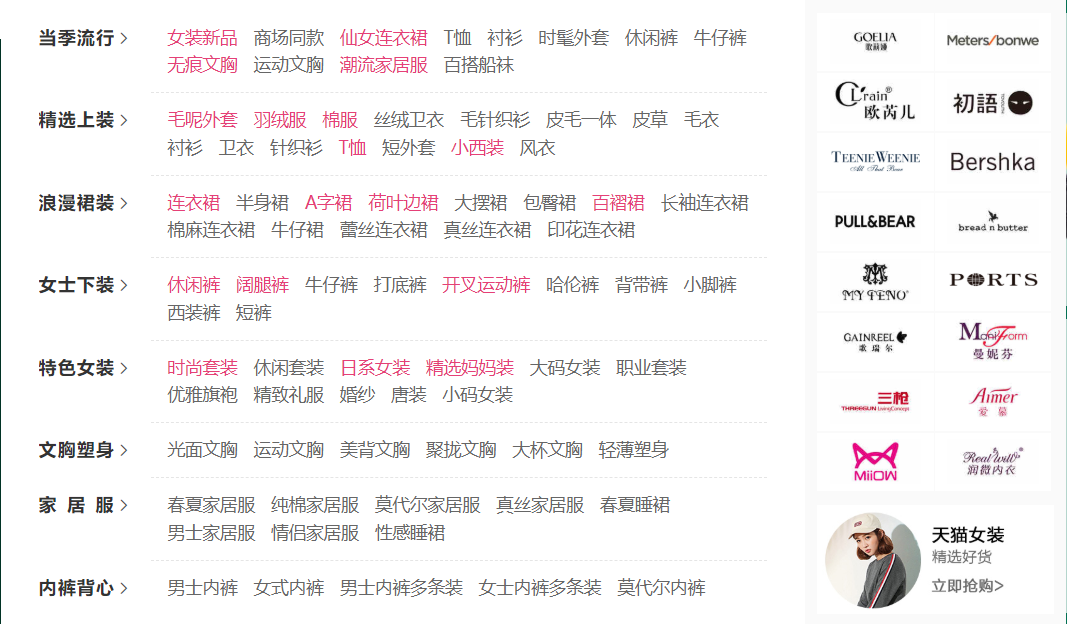 当季流行 > 女装新品 商场同款 仙女连衣裙 T恤 衬衫 时髦外套 休闲裤 牛仔裤
无痕文胸 运动文胸 潮流家居服 百搭船袜
精选上装 > 毛呢外套 羽绒服 棉服 丝绒卫衣 毛针织衫 皮毛一体 皮草 毛衣
衬衫 卫衣 针织衫 T恤 短外套 小西装 风衣
浪漫裙装 > 连衣裙 半身裙 A字裙 荷叶边裙 大摆裙 包臀裙 百褶裙 长袖连衣裙
棉麻连衣裙 牛仔裙 蕾丝连衣裙 真丝连衣裙 印花连衣裙
女士下装 > 休闲裤 阔腿裤 牛仔裤 打底裤 开叉运动裤 哈伦裤 背带裤 小脚裤
西装裤 短裤
特色女装 > 时尚套装 休闲套装 日系女装 精选妈妈装 大码女装 职业套装
优雅旗袍 精致礼服 婚纱 唐装 小码女装
文胸塑身 > 光面文胸 运动文胸 美背文胸 聚拢文胸 大杯文胸 轻薄塑身
家居服 > 春夏家居服 纯棉家居服 莫代尔家居服 真丝家居服 春夏睡裙
男士家居服 情侣家居服 性感睡裙
内裤背心 > 男士内裤 女式内裤 男士内裤多条装 女士内裤多条装 莫代尔内裤
GOELIA
歌莉娅
Meters/bonwe
Clrain®
欧芮儿
初語
TEENIE WEENIE
All That Bear
Bershka
PULL&BEAR
bread n butter
MY TENO®
PORTS
GAINREEL
歌瑞尔
ManiForm
曼妮芬
三枪
THREEGUN LivingConcept
Aimer
爱慕
MiiOW
Real will®
润微内衣
天猫女装
精选好货
立即抢购>